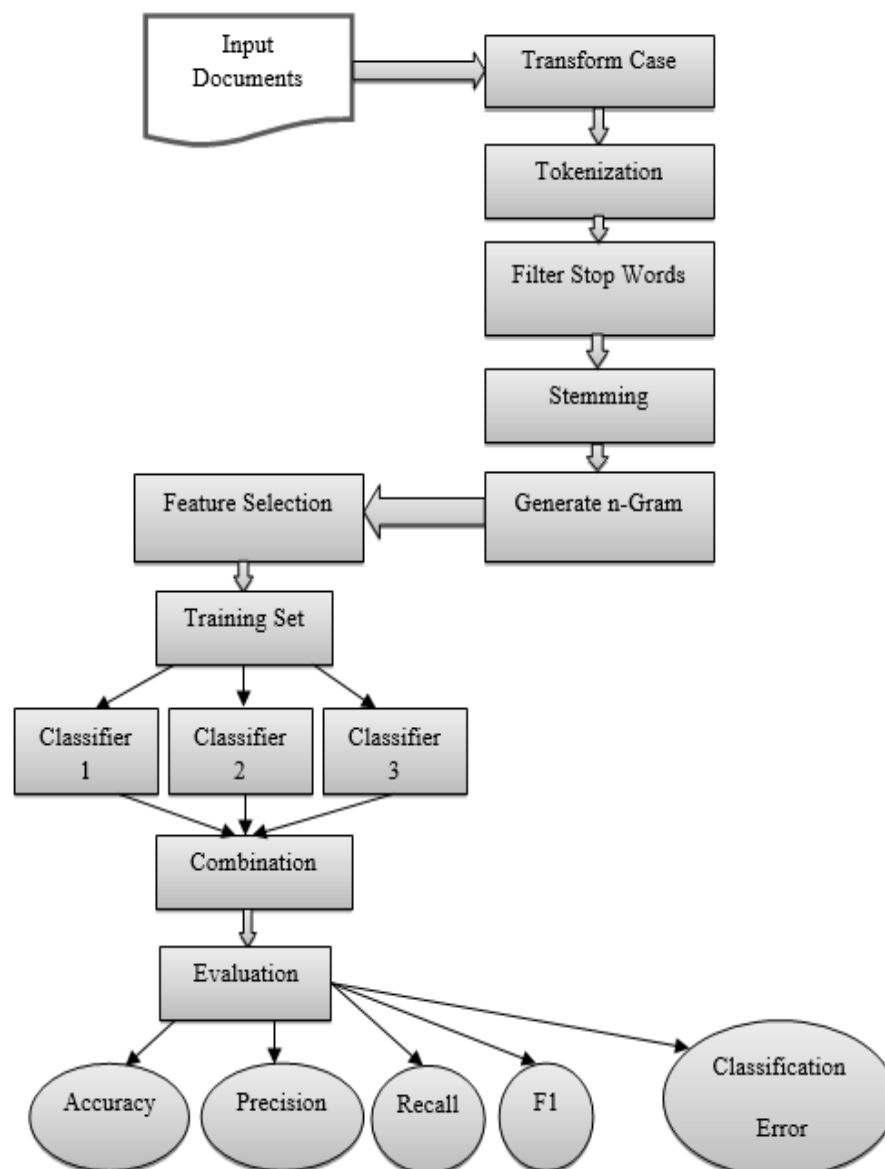 Input
Documents
Transform Case
Tokenization
Filter Stop Words
Stemming
Generate n-Gram
Feature Selection
Training Set
Classifier
1
Classifier
2
Classifier
3
Combination
Evaluation
Accuracy
Precision
Recall
F1
Classification
Error